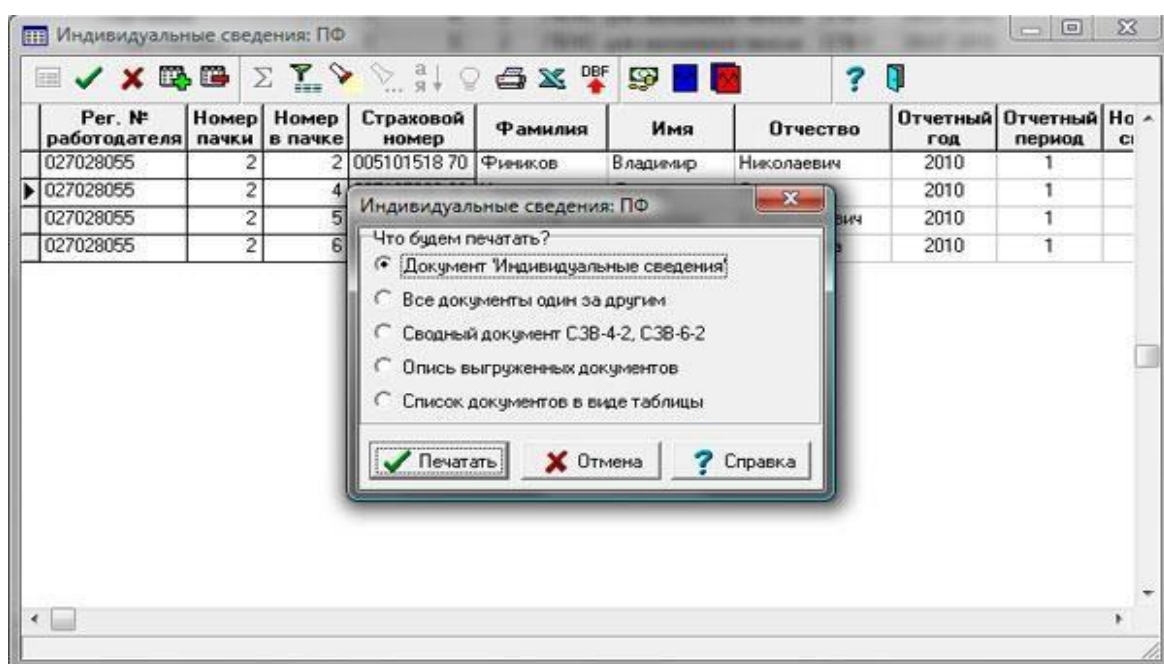 Индивидуальные сведения: ПФ
а
я
DBF
Рег. № работодателя Номер пачки Номер в пачке Страховой номер Фамилия Имя Отчество Отчетный год Отчетный период
027028055 2 2 005101518 70 Фиников Владимир Николаевич 2010 1
027028055 2 4 2010 1
027028055 2 5 2010 1
027028055 2 6 2010 1
Индивидуальные сведения: ПФ
Что будем печатать?
Документ 'Индивидуальные сведения'
Все документы один за другим
Сводный документ СЗВ-4-2, СЗВ-6-2
Опись выгруженных документов
Список документов в виде таблицы
Печатать Отмена Справка